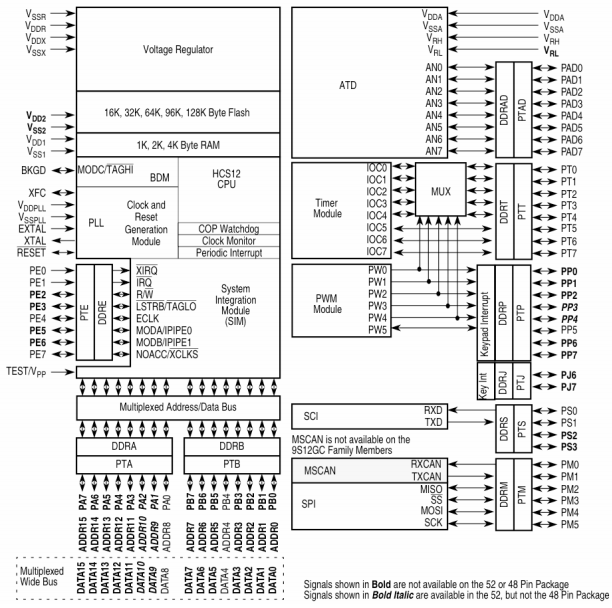 VSSR
VDDR
VDDX
VSSX
Voltage Regulator
16K, 32K, 64K, 96K, 128K Byte Flash
VDD2
VSS2
VDD1
VSS1
1K, 2K, 4K Byte RAM
BKGD
MODC/TAGHI
BDM
HCS12
CPU
XFC
VDDPLL
VSSPLL
EXTAL
XTAL
RESET
PLL
Clock and
Reset
Generation
Module
COP Watchdog
Clock Monitor
Periodic Interrupt
PE0
PE1
PE2
PE3
PE4
PE5
PE6
PE7
PTE
DDRE
XIRQ
IRQ
R/W
LSTRB/TAGLO
ECLK
MODA/IPIPE0
MODB/IPIPE1
NOACC/XCLKS
System
Integration
Module
(SIM)
TEST/VPP
Multiplexed Address/Data Bus
DDRA
PTA
DDRB
PTB
PA7
PA6
PA5
PA4
PA3
PA2
PA1
PA0
PB7
PB6
PB5
PB4
PB3
PB2
PB1
PB0
ADDR15
ADDR14
ADDR13
ADDR12
ADDR11
ADDR10
ADDR9
ADDR8
ADDR7
ADDR6
ADDR5
ADDR4
ADDR3
ADDR2
ADDR1
ADDR0
Multiplexed
Wide Bus
DATA15
DATA14
DATA13
DATA12
DATA11
DATA10
DATA9
DATA8
DATA7
DATA6
DATA5
DATA4
DATA3
DATA2
DATA1
DATA0
ATD
VDDA
VSSA
VRH
VRL
AN0
AN1
AN2
AN3
AN4
AN5
AN6
AN7
DDRAD
PTAD
VDDA
VSSA
VRH
VRL
PAD0
PAD1
PAD2
PAD3
PAD4
PAD5
PAD6
PAD7
Timer
Module
IOC0
IOC1
IOC2
IOC3
IOC4
IOC5
IOC6
IOC7
MUX
DDRT
PTT
PT0
PT1
PT2
PT3
PT4
PT5
PT6
PT7
PWM
Module
PW0
PW1
PW2
PW3
PW4
PW5
Keypad Interrupt
DDRP
PTP
PP0
PP1
PP2
PP3
PP4
PP5
PP6
PP7
Key Int
DDRJ
PTJ
PJ6
PJ7
SCI
RXD
TXD
DDRS
PTS
PS0
PS1
PS2
PS3
MSCAN is not available on the
9S12GC Family Members
MSCAN
RXCAN
TXCAN
SPI
MISO
SS
MOSI
SCK
DDRM
PTM
PM0
PM1
PM2
PM3
PM4
PM5
Signals shown in Bold are not available on the 52 or 48 Pin Package
Signals shown in Bold Italic are available in the 52, but not the 48 Pin Package